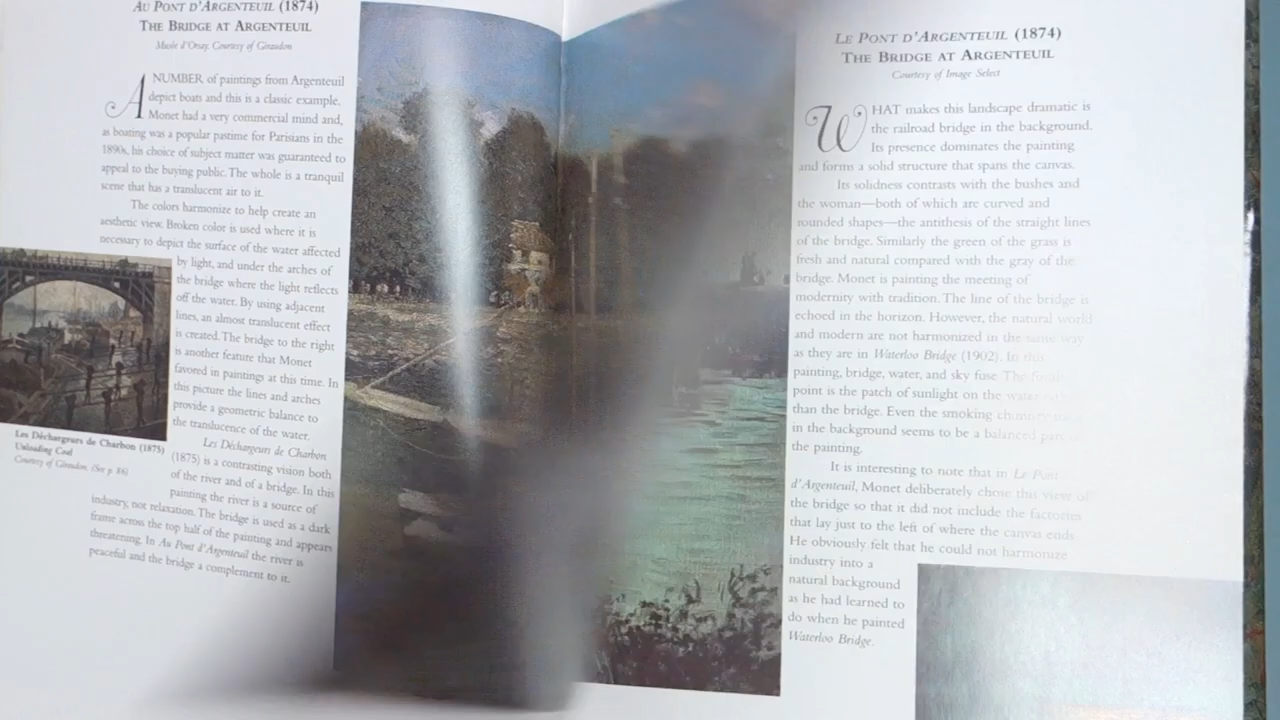 AU PONT D'ARGENTEUIL (1874)
THE BRIDGE AT ARGENTEUIL
Musée d'Orsay. Courtesy of Giraudon
A NUMBER of paintings from Argenteuil
depict boats and this is a classic example.
Monet had a very commercial mind and,
as boating was a popular pastime for Parisians in the
1890s, his choice of subject matter was guaranteed to
appeal to the buying public. The whole is a tranquil
scene that has a translucent air to it.
The colors harmonize to help create an
aesthetic view. Broken color is used where it is
necessary to depict the surface of the water affected
by light, and under the arches of
the bridge where the light reflects
off the water. By using adjacent
lines, an almost translucent effect
is created. The bridge to the right
is another feature that Monet
favored in paintings at this time. In
this picture the lines and arches
provide a geometric balance to
the translucence of the water.
Les Déchargeurs de Charbon
(1875) is a contrasting vision both
of the river and of a bridge. In this
painting the river is a source of
industry, not relaxation. The bridge is used as a dark
frame across the top half of the painting and appears
threatening. In Au Pont d'Argenteuil the river is
peaceful and the bridge a complement to it.
Les Déchargeurs de Charbon (1875)
Unloading Coal
Courtesy of Giraudon. (See p. 86)
LE PONT D'ARGENTEUIL (1874)
THE BRIDGE AT ARGENTEUIL
Courtesy of Image Select
WHAT makes this landscape dramatic is
the railroad bridge in the background.
Its presence dominates the painting
and forms a solid structure that spans the canvas.
Its solidness contrasts with the bushes and
the woman—both of which are curved and
rounded shapes—the antithesis of the straight lines
of the bridge. Similarly the green of the grass is
fresh and natural compared with the gray of the
bridge. Monet is painting the meeting of
modernity with tradition. The line of the bridge is
echoed in the horizon. However, the natural world
and modern are not harmonized in the same way
as they are in Waterloo Bridge (1902). In this
painting, bridge, water, and sky fuse. The
point is the patch of sunlight on the water
than the bridge. Even the smoking chimney
in the background seems to be a balanced part
the painting.
It is interesting to note that in Le Pont
d'Argenteuil, Monet deliberately chose this view of
the bridge so that it did not include the factories
that lay just to the left of where the canvas ends.
He obviously felt that he could not harmonize
industry into a
natural background
as he had learned to
do when he painted
Waterloo Bridge.